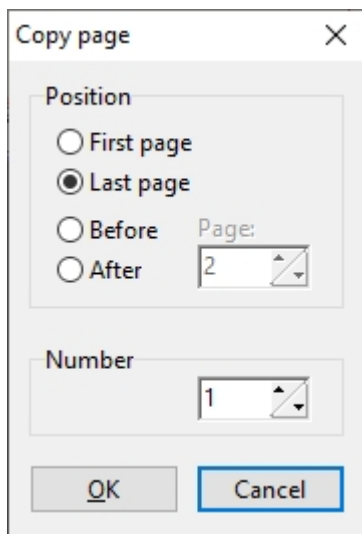 Copy page
Position
First page
Last page
Before Page:
After 2
Number
1
OK Cancel